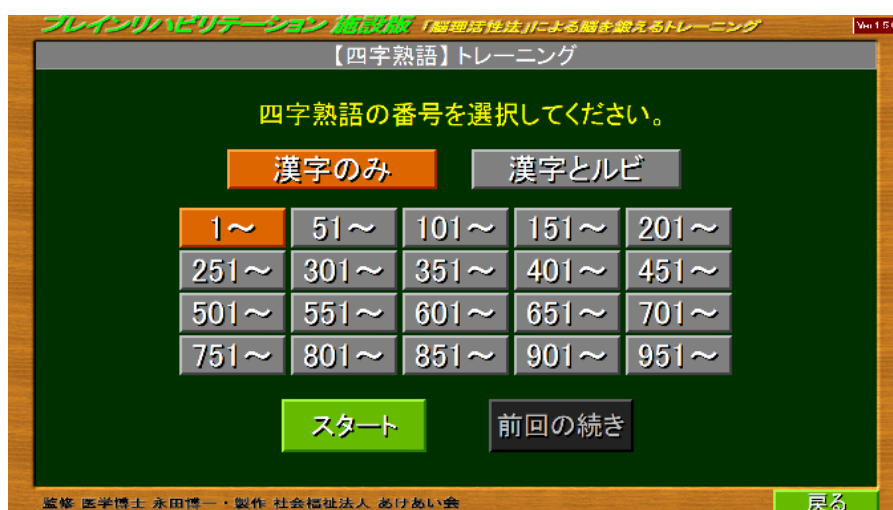 ブレインリハビリテーション 施設版 「脳理活性法」による脳を鍛えるトレーニング
【四字熟語】トレーニング
四字熟語の番号を選択してください。
漢字のみ 漢字とルビ
1～ 51～ 101～ 151～ 201～
251～ 301～ 351～ 401～ 451～
501～ 551～ 601～ 651～ 701～
751～ 801～ 851～ 901～ 951～
スタート 前回の続き
監修 医学博士 永田博一・製作 社会福祉法人 あけあい会
戻る